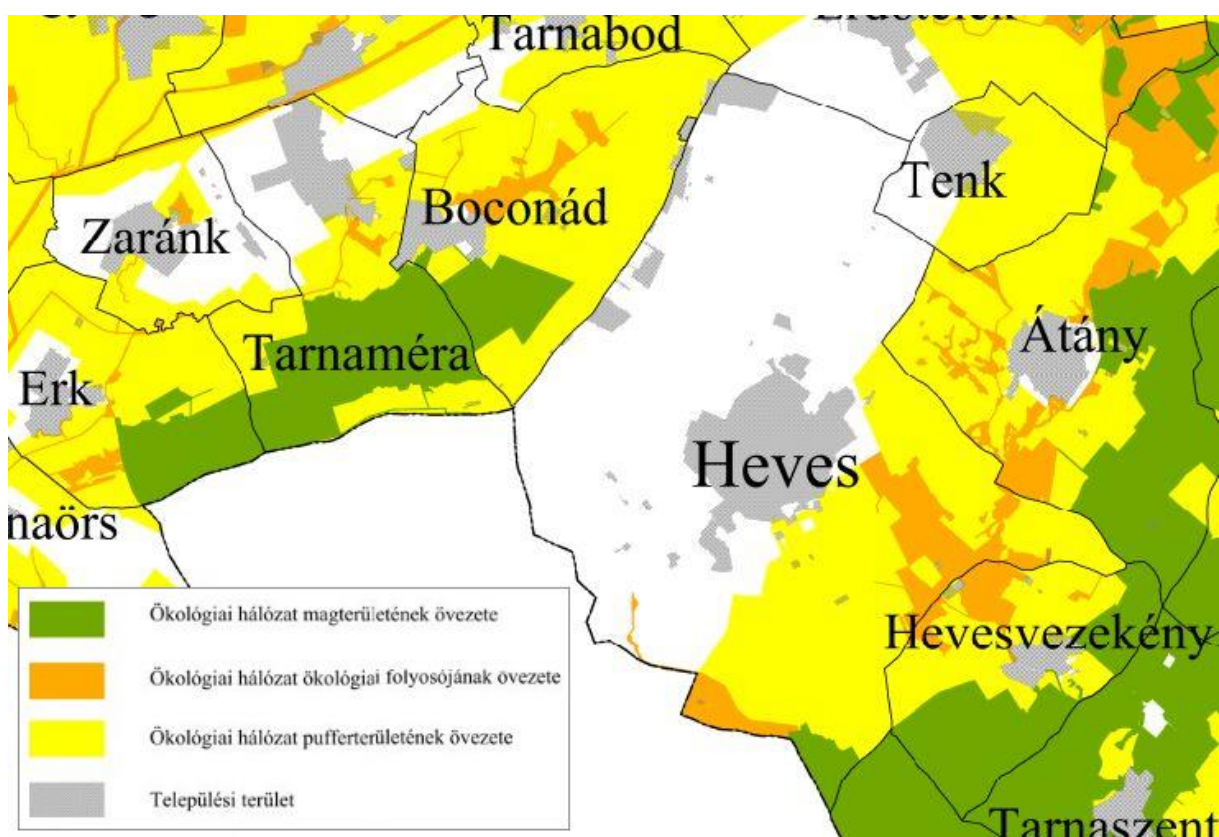 Tarnabod
Erdőtelek
Tenk
Boconád
Zaránk
Átány
Tarnaméra
Erk
Heves
naörs
Hevesvezekény
Tarnaszent
Ökológiai hálózat magterületének övezete
Ökológiai hálózat ökológiai folyosójának övezete
Ökológiai hálózat pufferterületének övezete
Települési terület